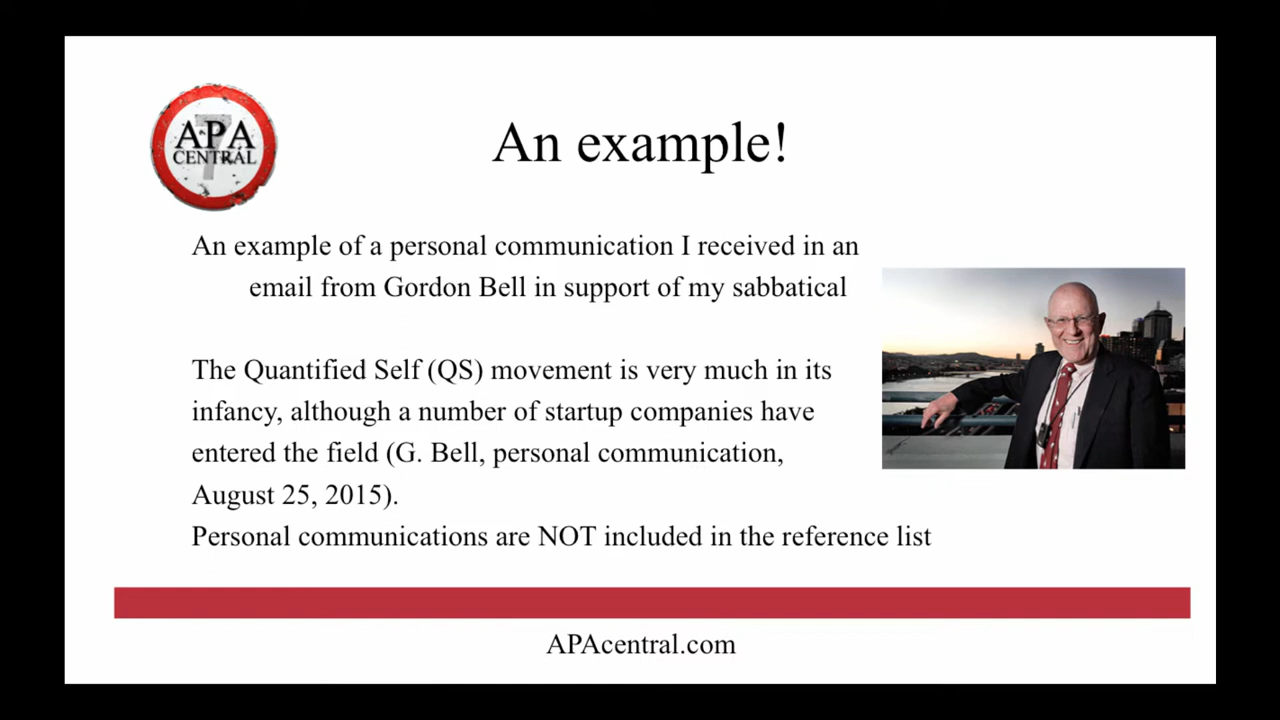 7
APA
CENTRAL
An example!
An example of a personal communication I received in an
email from Gordon Bell in support of my sabbatical
The Quantified Self (QS) movement is very much in its
infancy, although a number of startup companies have
entered the field (G. Bell, personal communication,
August 25, 2015).
Personal communications are NOT included in the reference list
APAcentral.com